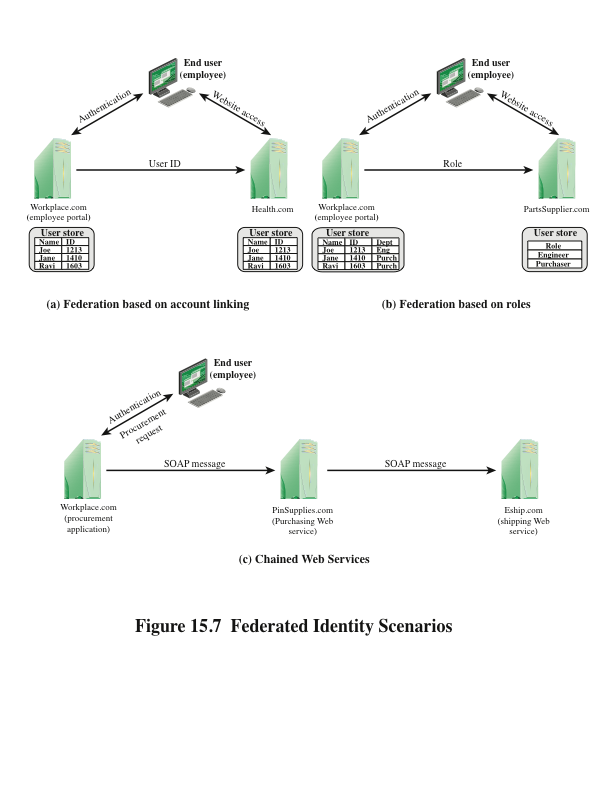 End user
(employee)
Authentication
Website access
User ID
Workplace.com
(employee portal)
Health.com
User store
Name ID
Joe 1213
Jane 1410
Ravi 1603
User store
Name ID
Joe 1213
Jane 1410
Ravi 1603
(a) Federation based on account linking
End user
(employee)
Authentication
Website access
Role
Workplace.com
(employee portal)
PartsSupplier.com
User store
Name ID Dept
Joe 1213 Eng
Jane 1410 Purch
Ravi 1603 Purch
User store
Role
Engineer
Purchaser
(b) Federation based on roles
End user
(employee)
Authentication
Procurement
request
SOAP message
SOAP message
Workplace.com
(procurement
application)
PinSupplies.com
(Purchasing Web
service)
Eship.com
(shipping Web
service)
(c) Chained Web Services
Figure 15.7 Federated Identity Scenarios